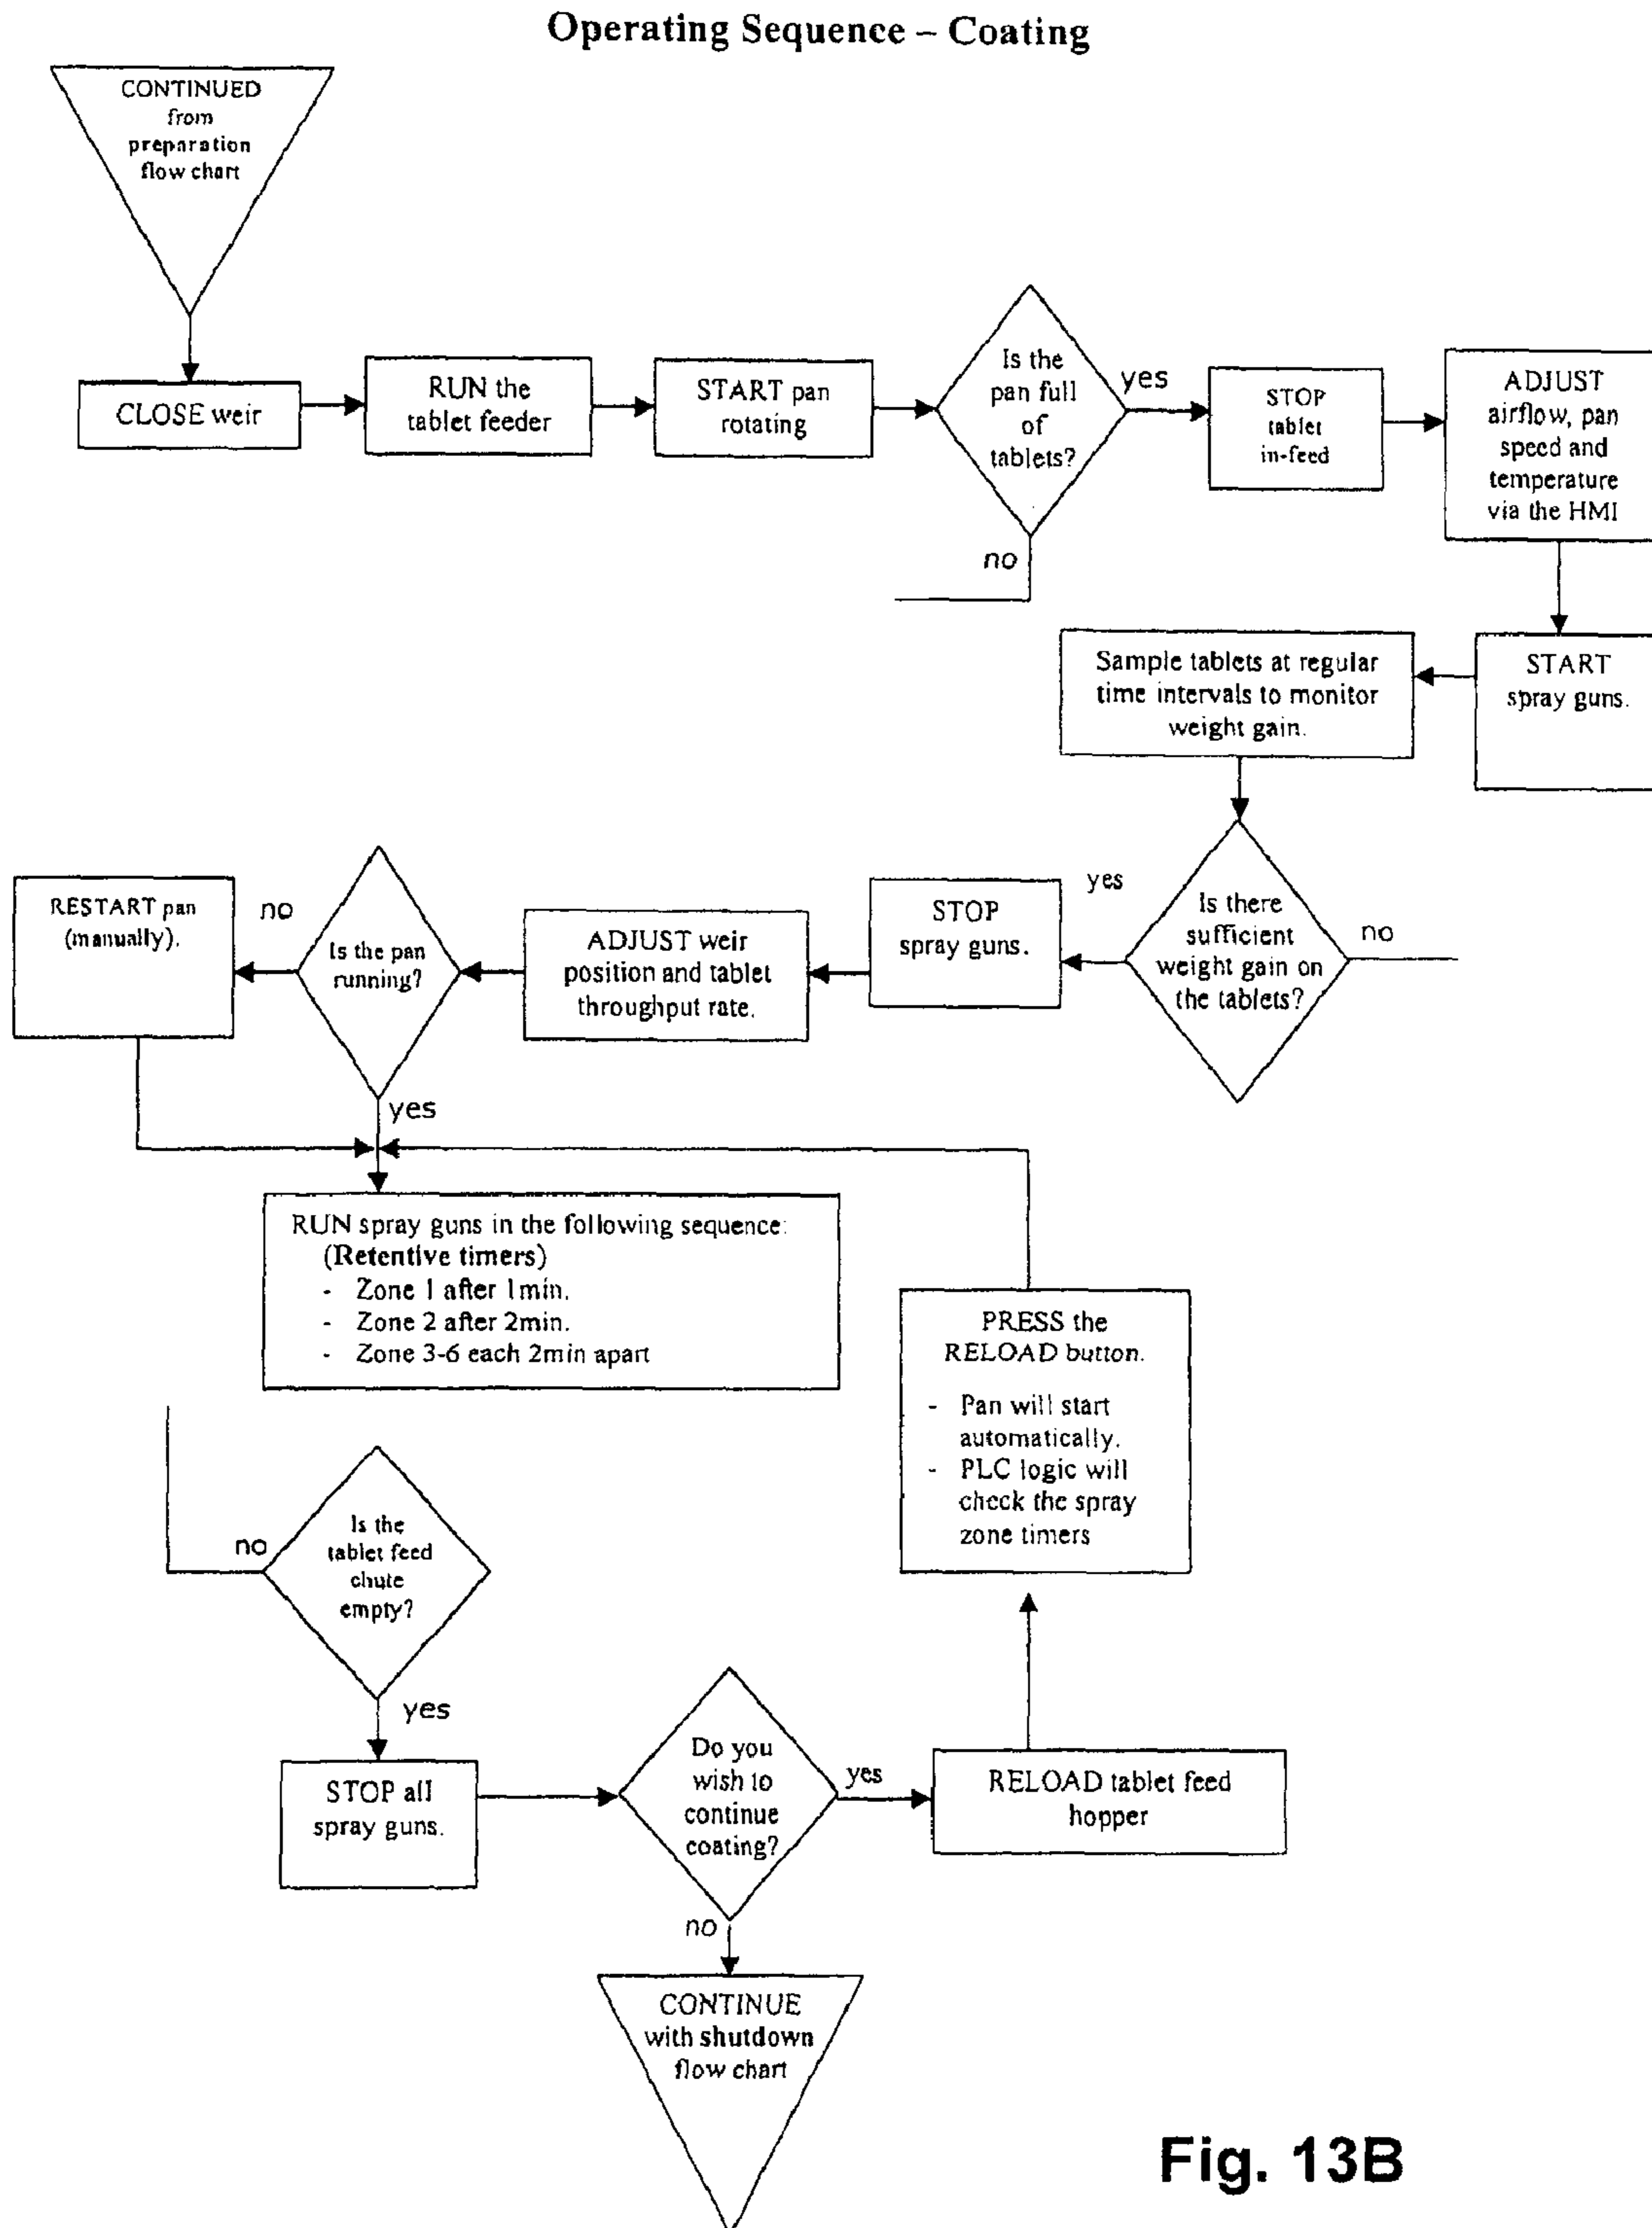 Operating Sequence – Coating
CONTINUED
from
preparation
flow chart
CLOSE weir
RUN the
tablet feeder
START pan
rotating
Is the
pan full
of
tablets?
yes
no
STOP
tablet
in-feed
ADJUST
airflow, pan
speed and
temperature
via the HMI
START
spray guns.
Sample tablets at regular
time intervals to monitor
weight gain.
Is there
sufficient
weight gain on
the tablets?
no
yes
STOP
spray guns.
ADJUST weir
position and tablet
throughput rate.
Is the pan
running?
no
RESTART pan
(manually).
yes
RUN spray guns in the following sequence:
(Retentive timers)
- Zone 1 after 1min.
- Zone 2 after 2min.
- Zone 3-6 each 2min apart
PRESS the
RELOAD button.
- Pan will start
automatically.
- PLC logic will
check the spray
zone timers
Is the
tablet feed
chute
empty?
no
yes
STOP all
spray guns.
Do you
wish to
continue
coating?
yes
RELOAD tablet feed
hopper
no
CONTINUE
with shutdown
flow chart
Fig. 13B